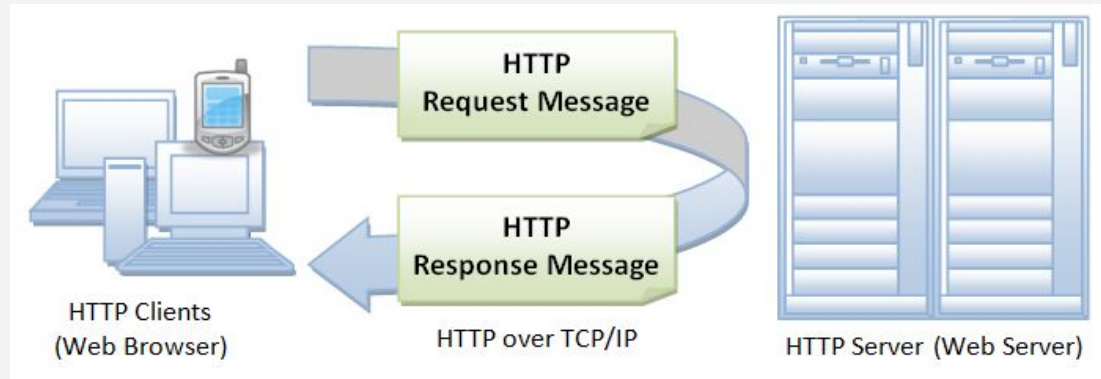 HTTP
Request Message
HTTP
Response Message
HTTP Clients
(Web Browser)
HTTP over TCP/IP
HTTP Server (Web Server)